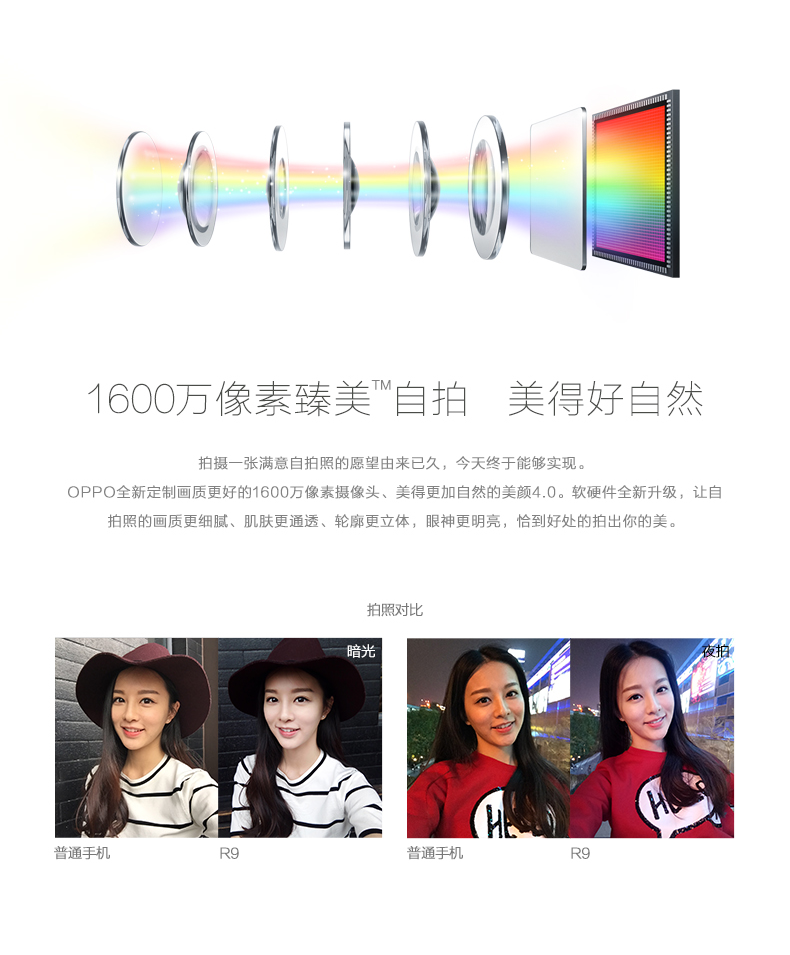 1600万像素臻美™自拍 美得好自然
拍摄一张满意自拍照的愿望由来已久，今天终于能够实现。
OPPO全新定制画质更好的1600万像素摄像头、美得更加自然的美颜4.0。软硬件全新升级，让自
拍照的画质更细腻、肌肤更通透、轮廓更立体，眼神更明亮，恰到好处的拍出你的美。
拍照对比
暗光
夜拍
普通手机 R9 普通手机 R9